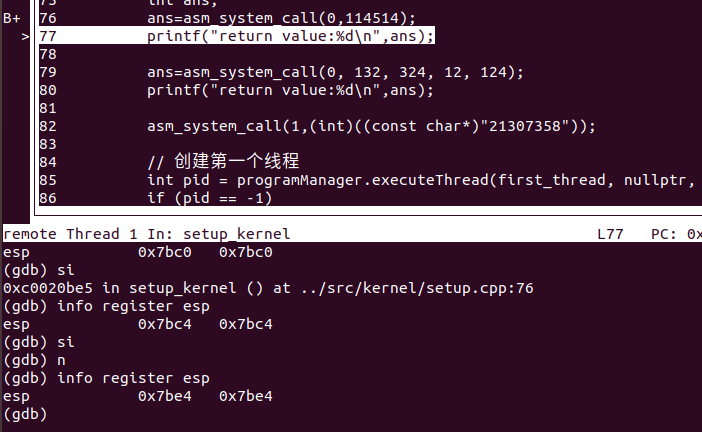 75 int ans;
B+ 76 ans=asm_system_call(0,114514);
> 77 printf("return value:%d\n",ans);
78
79 ans=asm_system_call(0, 132, 324, 12, 124);
80 printf("return value:%d\n",ans);
81
82 asm_system_call(1,(int)((const char*)"21307358"));
83
84 // 创建第一个线程
85 int pid = programManager.executeThread(first_thread, nullptr,
86 if (pid == -1)
remote Thread 1 In: setup_kernel L77 PC: 0x
esp 0x7bc0 0x7bc0
(gdb) si
0xc0020be5 in setup_kernel () at ../src/kernel/setup.cpp:76
(gdb) info register esp
esp 0x7bc4 0x7bc4
(gdb) si
(gdb) n
(gdb) info register esp
esp 0x7be4 0x7be4
(gdb)